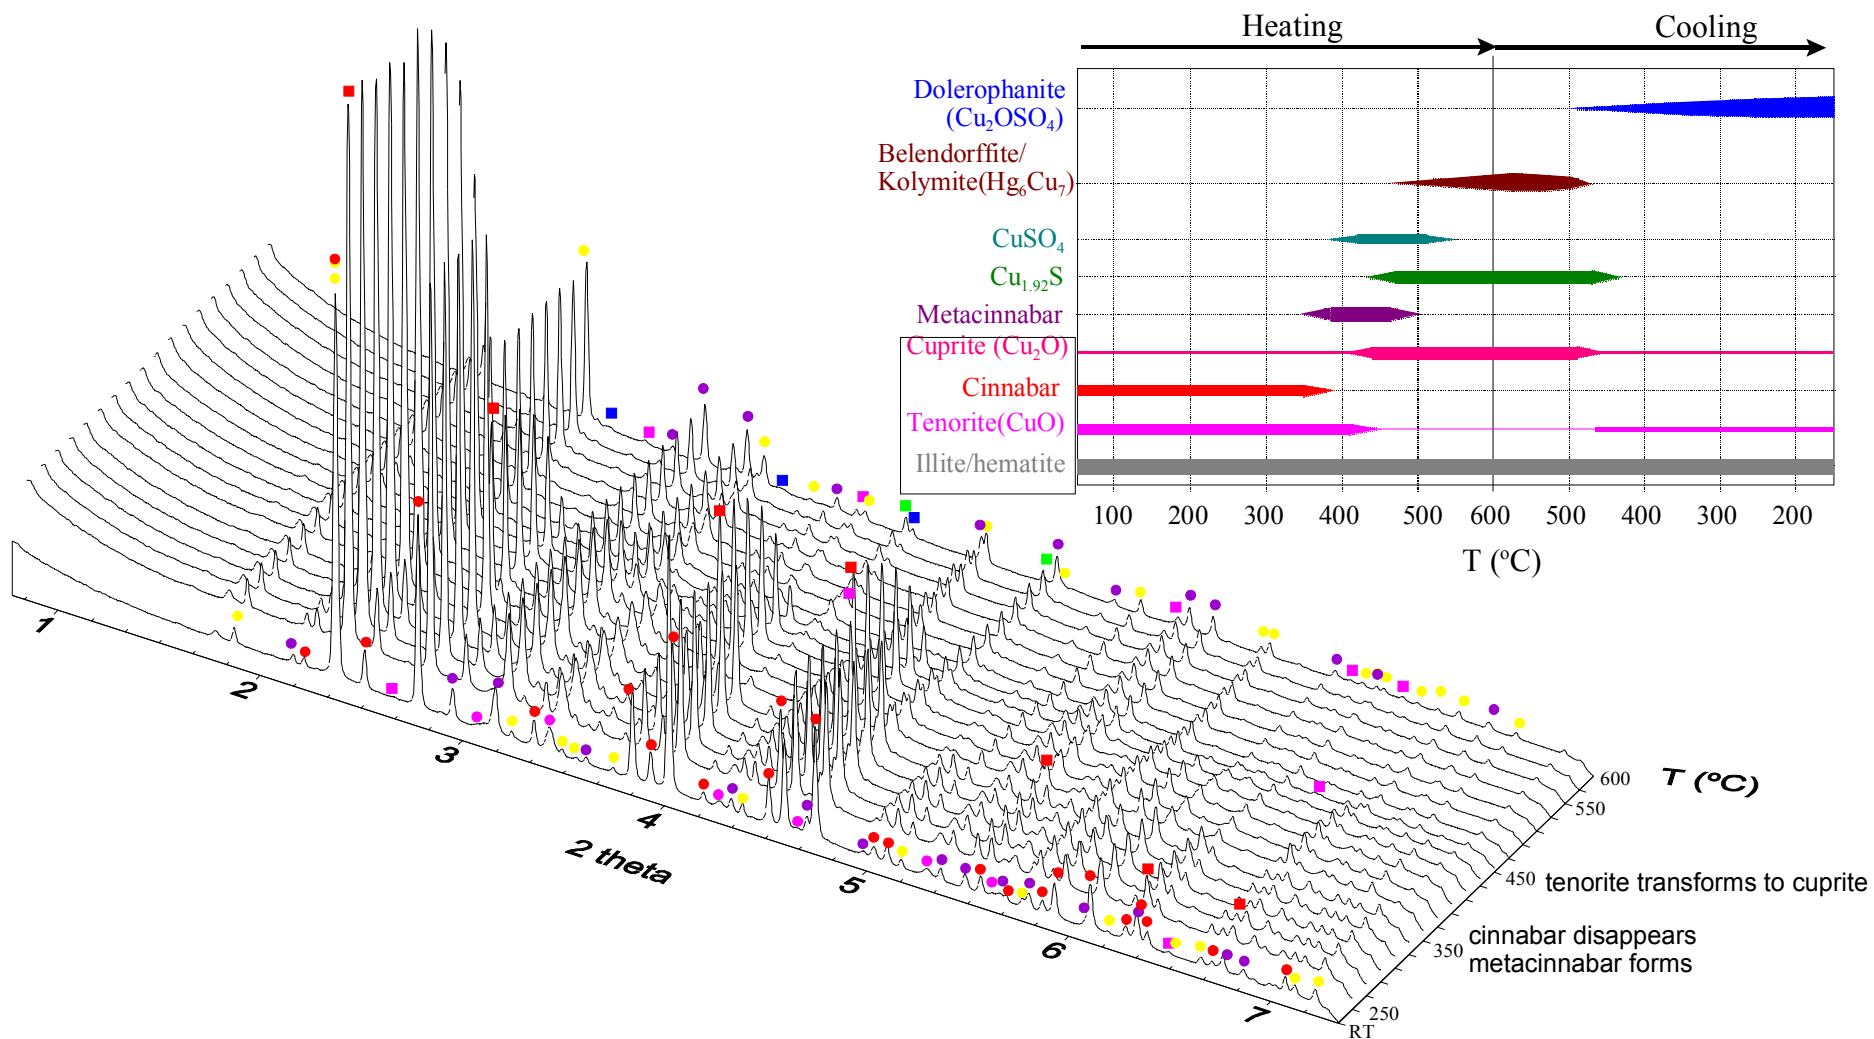 Heating Cooling
Dolerophanite
(Cu₂OSO₄)
Belendorffite/
Kolymite(Hg₆Cu₇)
CuSO₄
Cu₁.₉₂S
Metacinnabar
Cuprite (Cu₂O)
Cinnabar
Tenorite(CuO)
Illite/hematite
100 200 300 400 500 600 500 400 300 200
T (ºC)
1
2
3
4
5
6
7
2 theta
600
550
450
350
250
RT
T (ºC)
tenorite transforms to cuprite
cinnabar disappears
metacinnabar forms